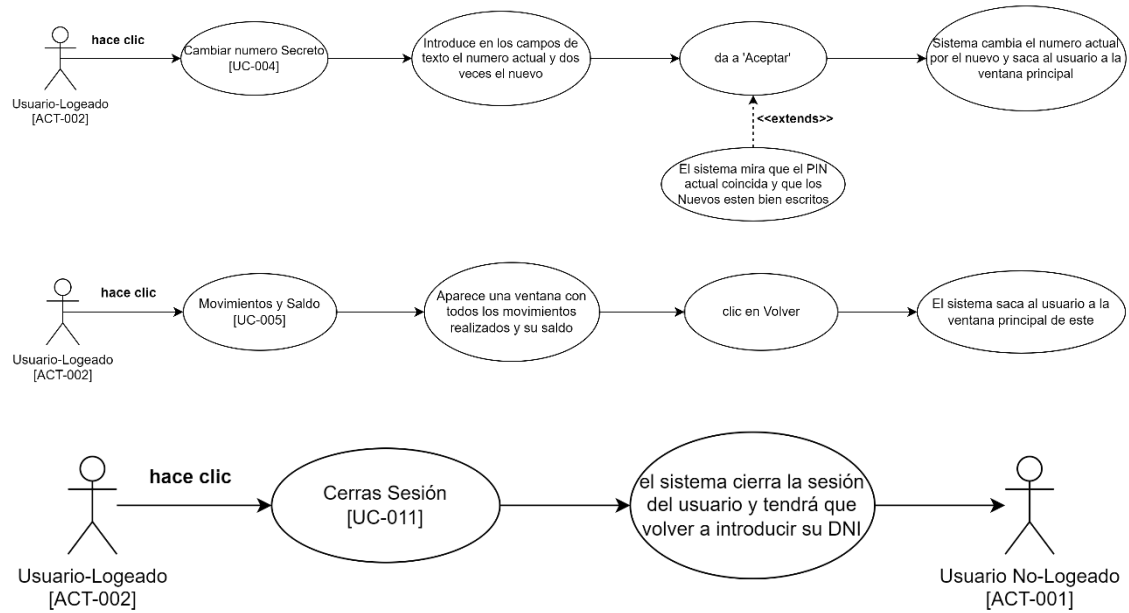 hace clic
Usuario-Logeado
[ACT-002]
Cambiar numero Secreto
[UC-004]
Introduce en los campos de
texto el numero actual y dos
veces el nuevo
da a 'Aceptar'
Sistema cambia el numero actual
por el nuevo y saca al usuario a la
ventana principal
<<extends>>
El sistema mira que el PIN
actual coincida y que los
Nuevos esten bien escritos
hace clic
Usuario-Logeado
[ACT-002]
Movimientos y Saldo
[UC-005]
Aparece una ventana con
todos los movimientos
realizados y su saldo
clic en Volver
El sistema saca al usuario a la
ventana principal de este
hace clic
Usuario-Logeado
[ACT-002]
Cerras Sesión
[UC-011]
el sistema cierra la sesión
del usuario y tendrá que
volver a introducir su DNI
Usuario No-Logeado
[ACT-001]